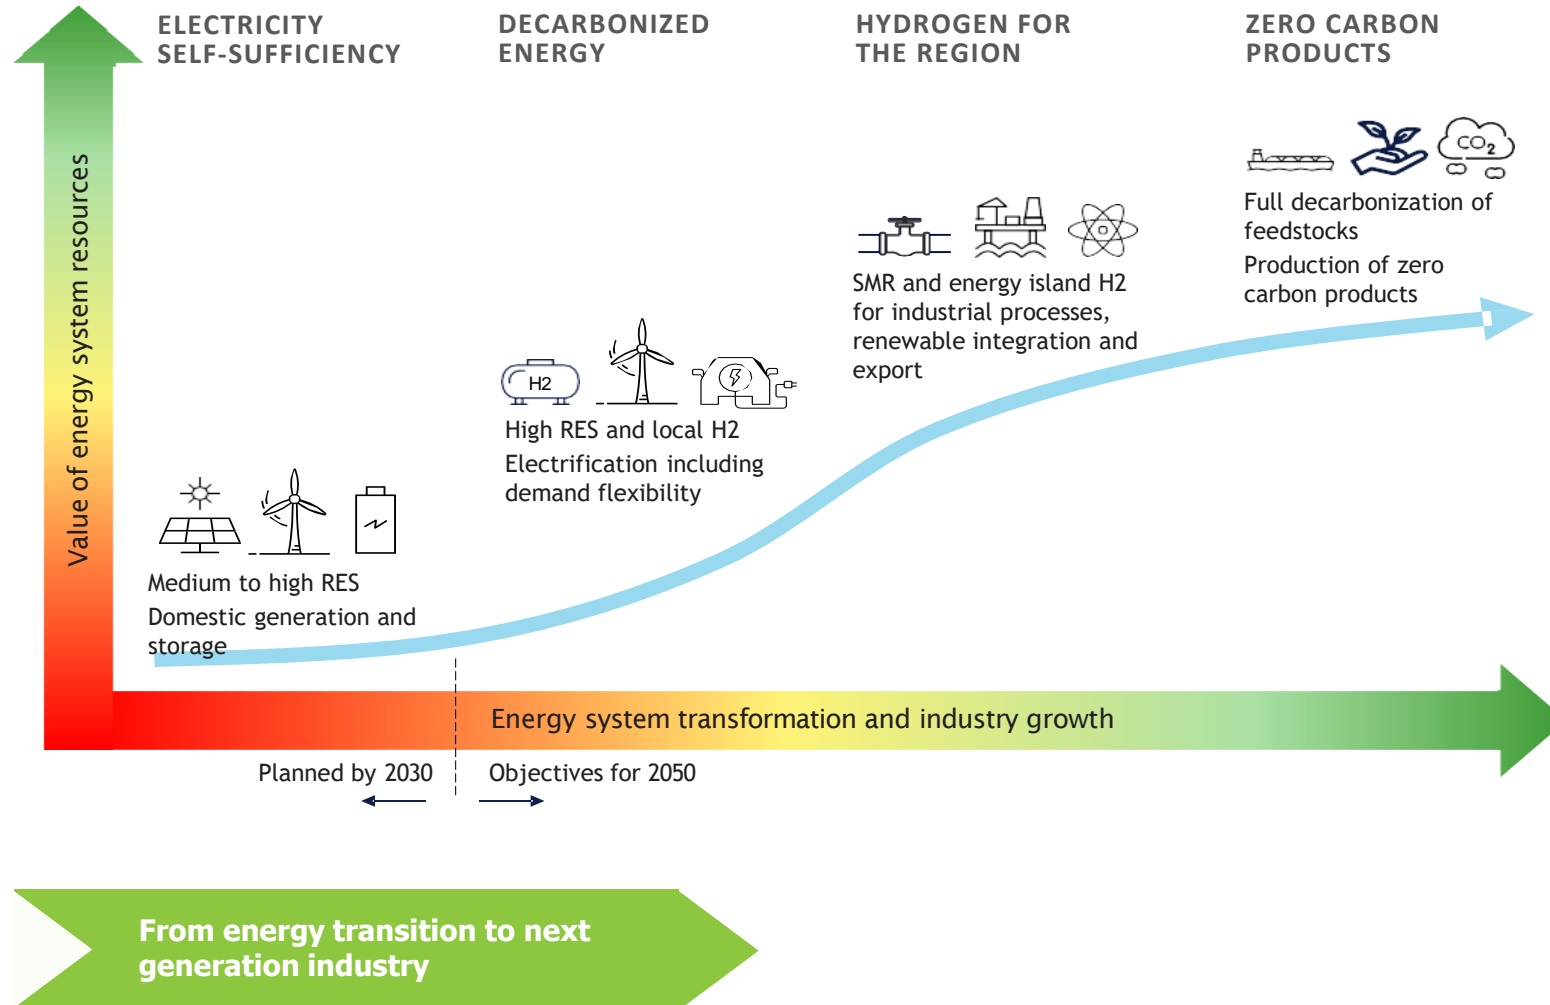 ELECTRICITY
SELF-SUFFICIENCY
DECARBONIZED
ENERGY
HYDROGEN FOR
THE REGION
ZERO CARBON
PRODUCTS
Value of energy system resources
CO2
Full decarbonization of
feedstocks
Production of zero
carbon products
SMR and energy island H2
for industrial processes,
renewable integration and
export
H2
High RES and local H2
Electrification including
demand flexibility
Medium to high RES
Domestic generation and
storage
Energy system transformation and industry growth
Planned by 2030
Objectives for 2050
From energy transition to next
generation industry